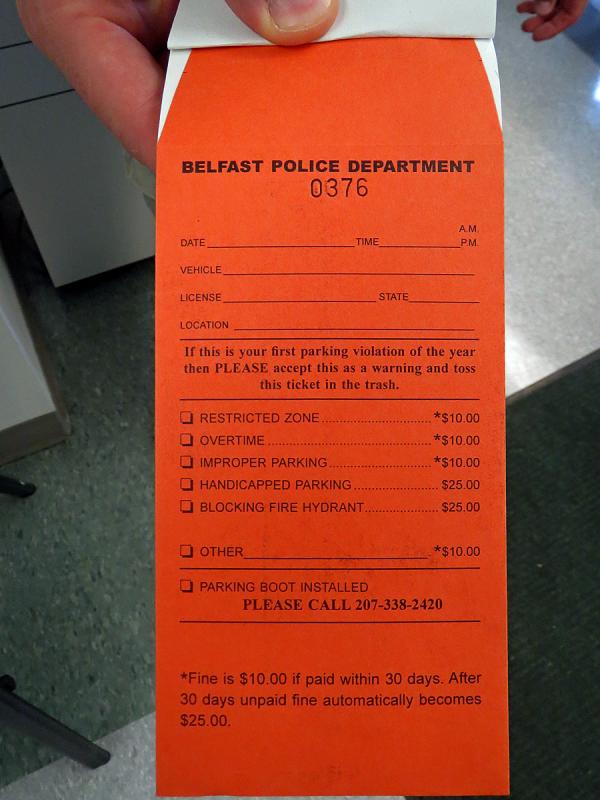 BELFAST POLICE DEPARTMENT
0376
A.M.
DATE TIME P.M.
VEHICLE
LICENSE STATE
LOCATION
If this is your first parking violation of the year
then PLEASE accept this as a warning and toss
this ticket in the trash.
RESTRICTED ZONE *$10.00
OVERTIME *$10.00
IMPROPER PARKING *$10.00
HANDICAPPED PARKING $25.00
BLOCKING FIRE HYDRANT $25.00
OTHER *$10.00
PARKING BOOT INSTALLED
PLEASE CALL 207-338-2420
*Fine is $10.00 if paid within 30 days. After
30 days unpaid fine automatically becomes
$25.00.